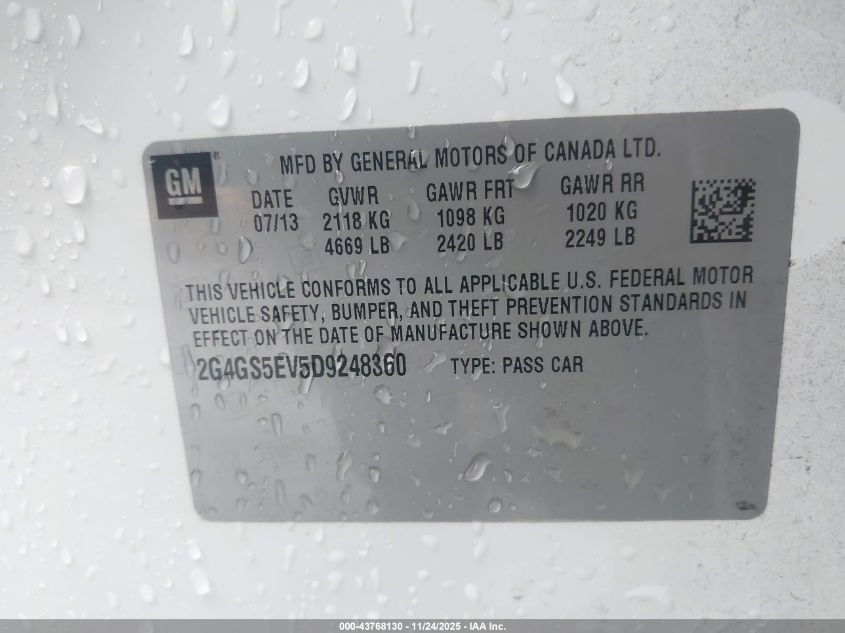 GM
MFD BY GENERAL MOTORS OF CANADA LTD.
DATE GVWR GAWR FRT GAWR RR
07/13 2118 KG 1098 KG 1020 KG
4669 LB 2420 LB 2249 LB
THIS VEHICLE CONFORMS TO ALL APPLICABLE U.S. FEDERAL MOTOR
VEHICLE SAFETY, BUMPER, AND THEFT PREVENTION STANDARDS IN
EFFECT ON THE DATE OF MANUFACTURE SHOWN ABOVE.
2G4GS5EV5D9248360 TYPE: PASS CAR
000-43768130 - 11/24/2025 - IAA Inc.